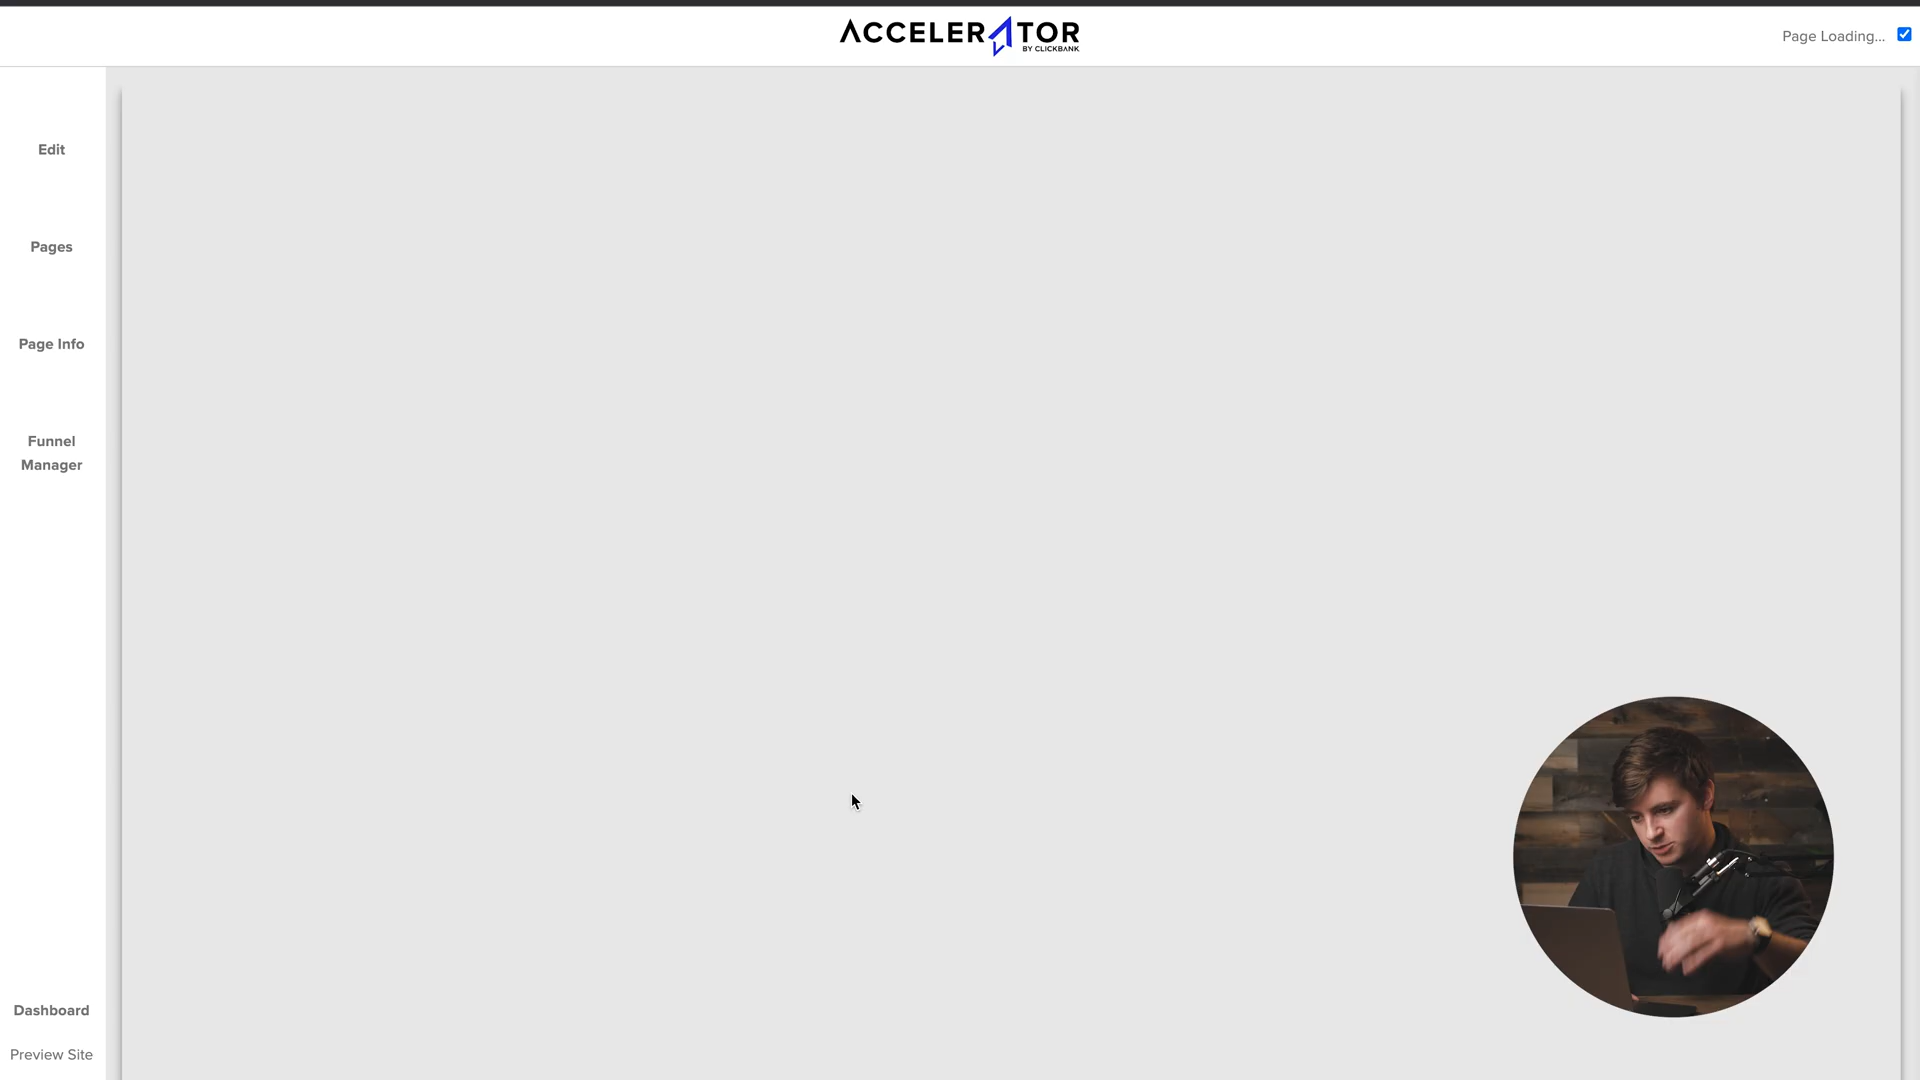 ACCELERATOR
BY CLICKBANK
Page Loading...
Edit
Pages
Page Info
Funnel
Manager
Dashboard
Preview Site